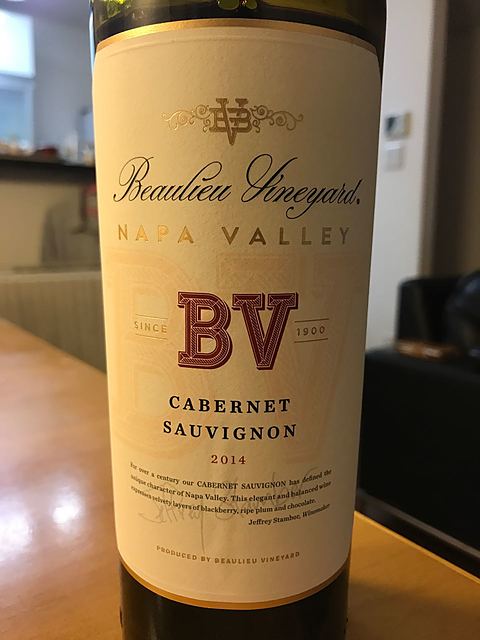 BV
Beaulieu Vineyard.
NAPA VALLEY
SINCE BV 1900
CABERNET
SAUVIGNON
2014
For over a century our CABERNET SAUVIGNON has defined the
unique character of Napa Valley. This elegant and balanced wine
expresses velvety layers of blackberry, ripe plum and chocolate.
Jeffrey Stambor, Winemaker
PRODUCED BY BEAULIEU VINEYARD